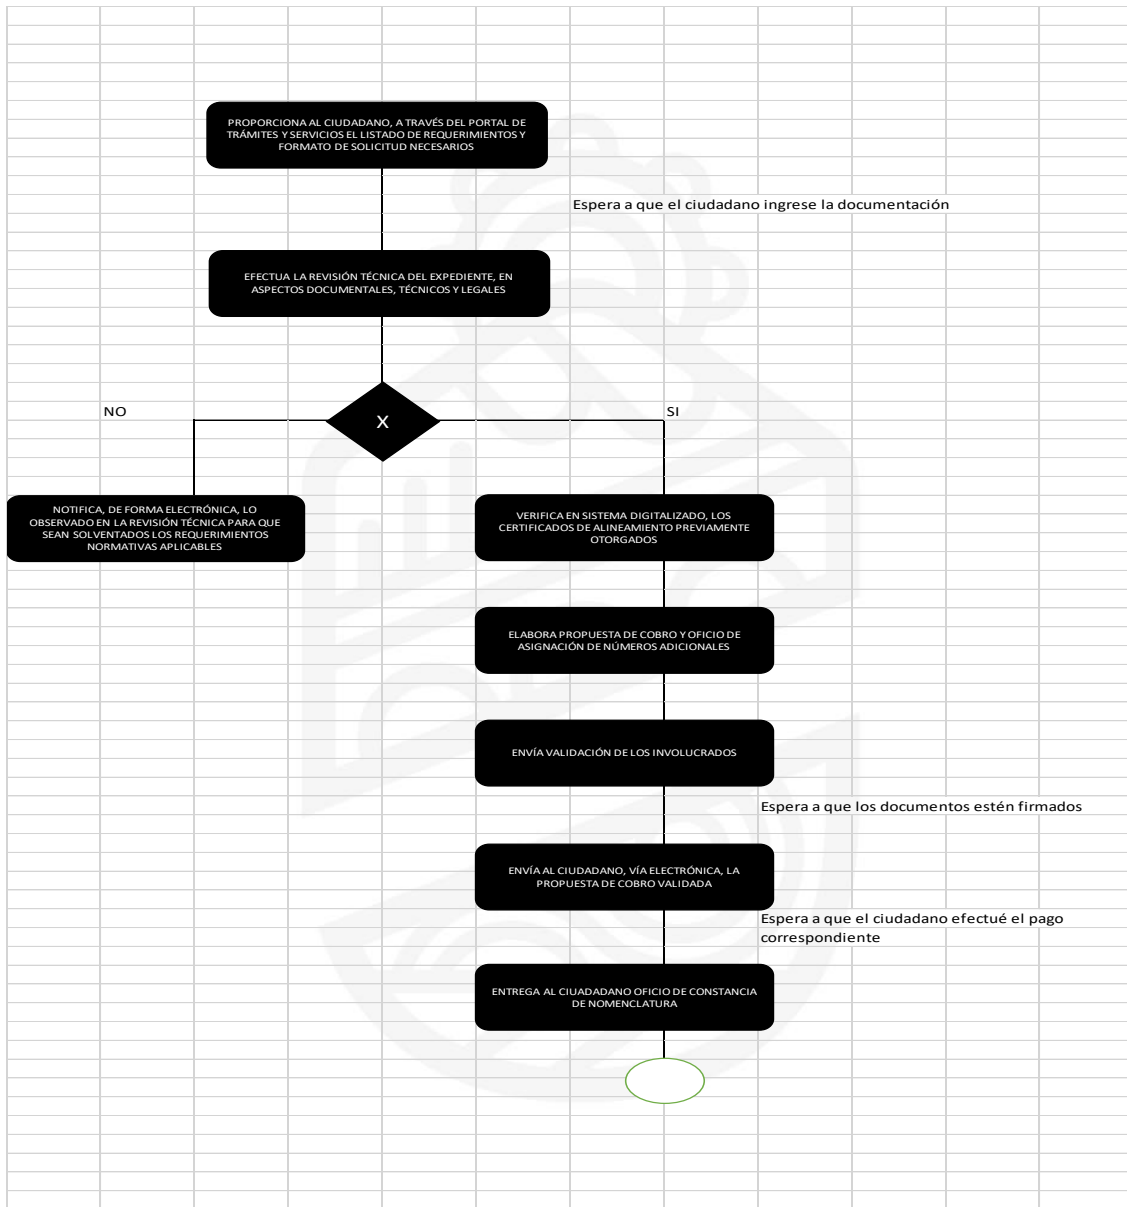 PROPORCIONA AL CIUDADANO, A TRAVÉS DEL PORTAL DE
TRÁMITES Y SERVICIOS EL LISTADO DE REQUERIMIENTOS Y
FORMATO DE SOLICITUD NECESARIOS
Espera a que el ciudadano ingrese la documentación
EFECTUA LA REVISIÓN TÉCNICA DEL EXPEDIENTE, EN
ASPECTOS DOCUMENTALES, TÉCNICOS Y LEGALES
NO
SI
X
NOTIFICA, DE FORMA ELECTRÓNICA, LO
OBSERVADO EN LA REVISIÓN TÉCNICA PARA QUE
SEAN SOLVENTADOS LOS REQUERIMIENTOS
NORMATIVAS APLICABLES
VERIFICA EN SISTEMA DIGITALIZADO, LOS
CERTIFICADOS DE ALINEAMIENTO PREVIAMENTE
OTORGADOS
ELABORA PROPUESTA DE COBRO Y OFICIO DE
ASIGNACIÓN DE NÚMEROS ADICIONALES
ENVÍA VALIDACIÓN DE LOS INVOLUCRADOS
Espera a que los documentos estén firmados
ENVÍA AL CIUDADANO, VÍA ELECTRÓNICA, LA
PROPUESTA DE COBRO VALIDADA
Espera a que el ciudadano efectué el pago
correspondiente
ENTREGA AL CIUADADANO OFICIO DE CONSTANCIA
DE NOMENCLATURA